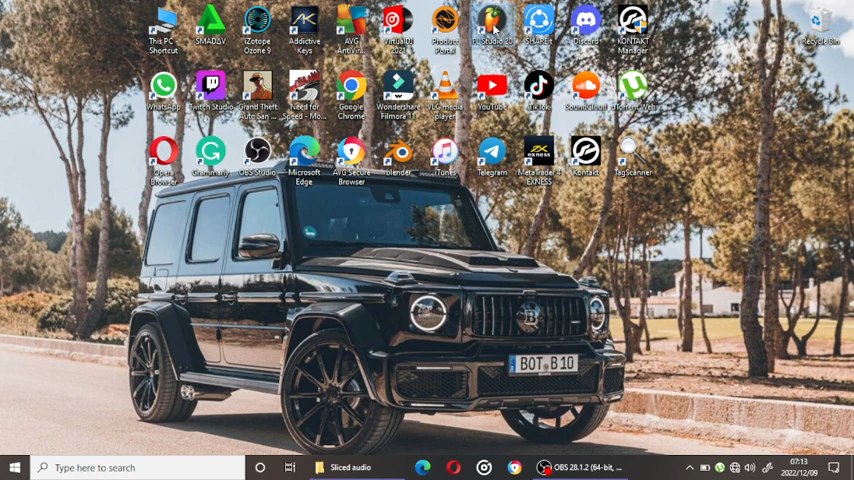 This PC Shortcut
SMADAV
iZotope Ozone 9
Addictive Keys
AVG AntiVir...
VirtualDJ 2021
Product Portal
FL Studio 20
SHAREit
Discord
KONTAKT Manager
Recycle Bin
WhatsApp
Twitch Studio
Grand Theft Auto San ...
Need for Speed - Mo...
Google Chrome
Wondershare Filmora 11
VLC media player
YouTube
TikTok
SoundCloud
uTorrent Web
Opera Browser
Grammarly
OBS Studio
Microsoft Edge
AVG Secure Browser
blender
iTunes
Telegram
MetaTrader 4 EXNESS
Kontakt
TagScanner
exness
BOT B 10
Type here to search
Sliced audio
OBS 28.1.2 (64-bit, ...
07:13
2022/12/09